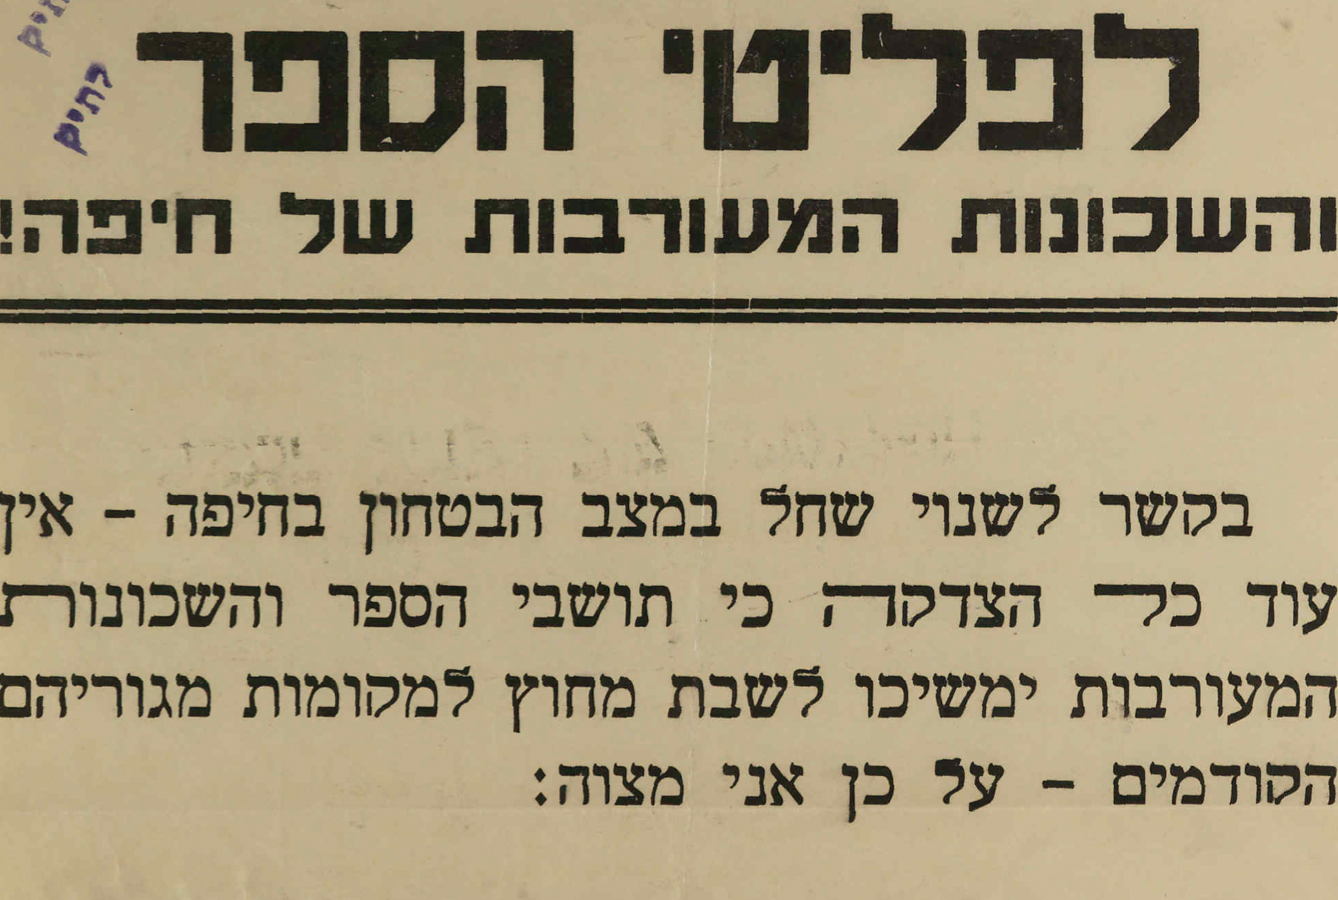 לפליטי הספר
והשכונות המעורבות של חיפה!
בקשר לשנוי שחל במצב הבטחון בחיפה – אין
עוד כל הצדקה כי תושבי הספר והשכונות
המעורבות ימשיכו לשבת מחוץ למקומות מגוריהם
הקודמים – על כן אני מצוה: